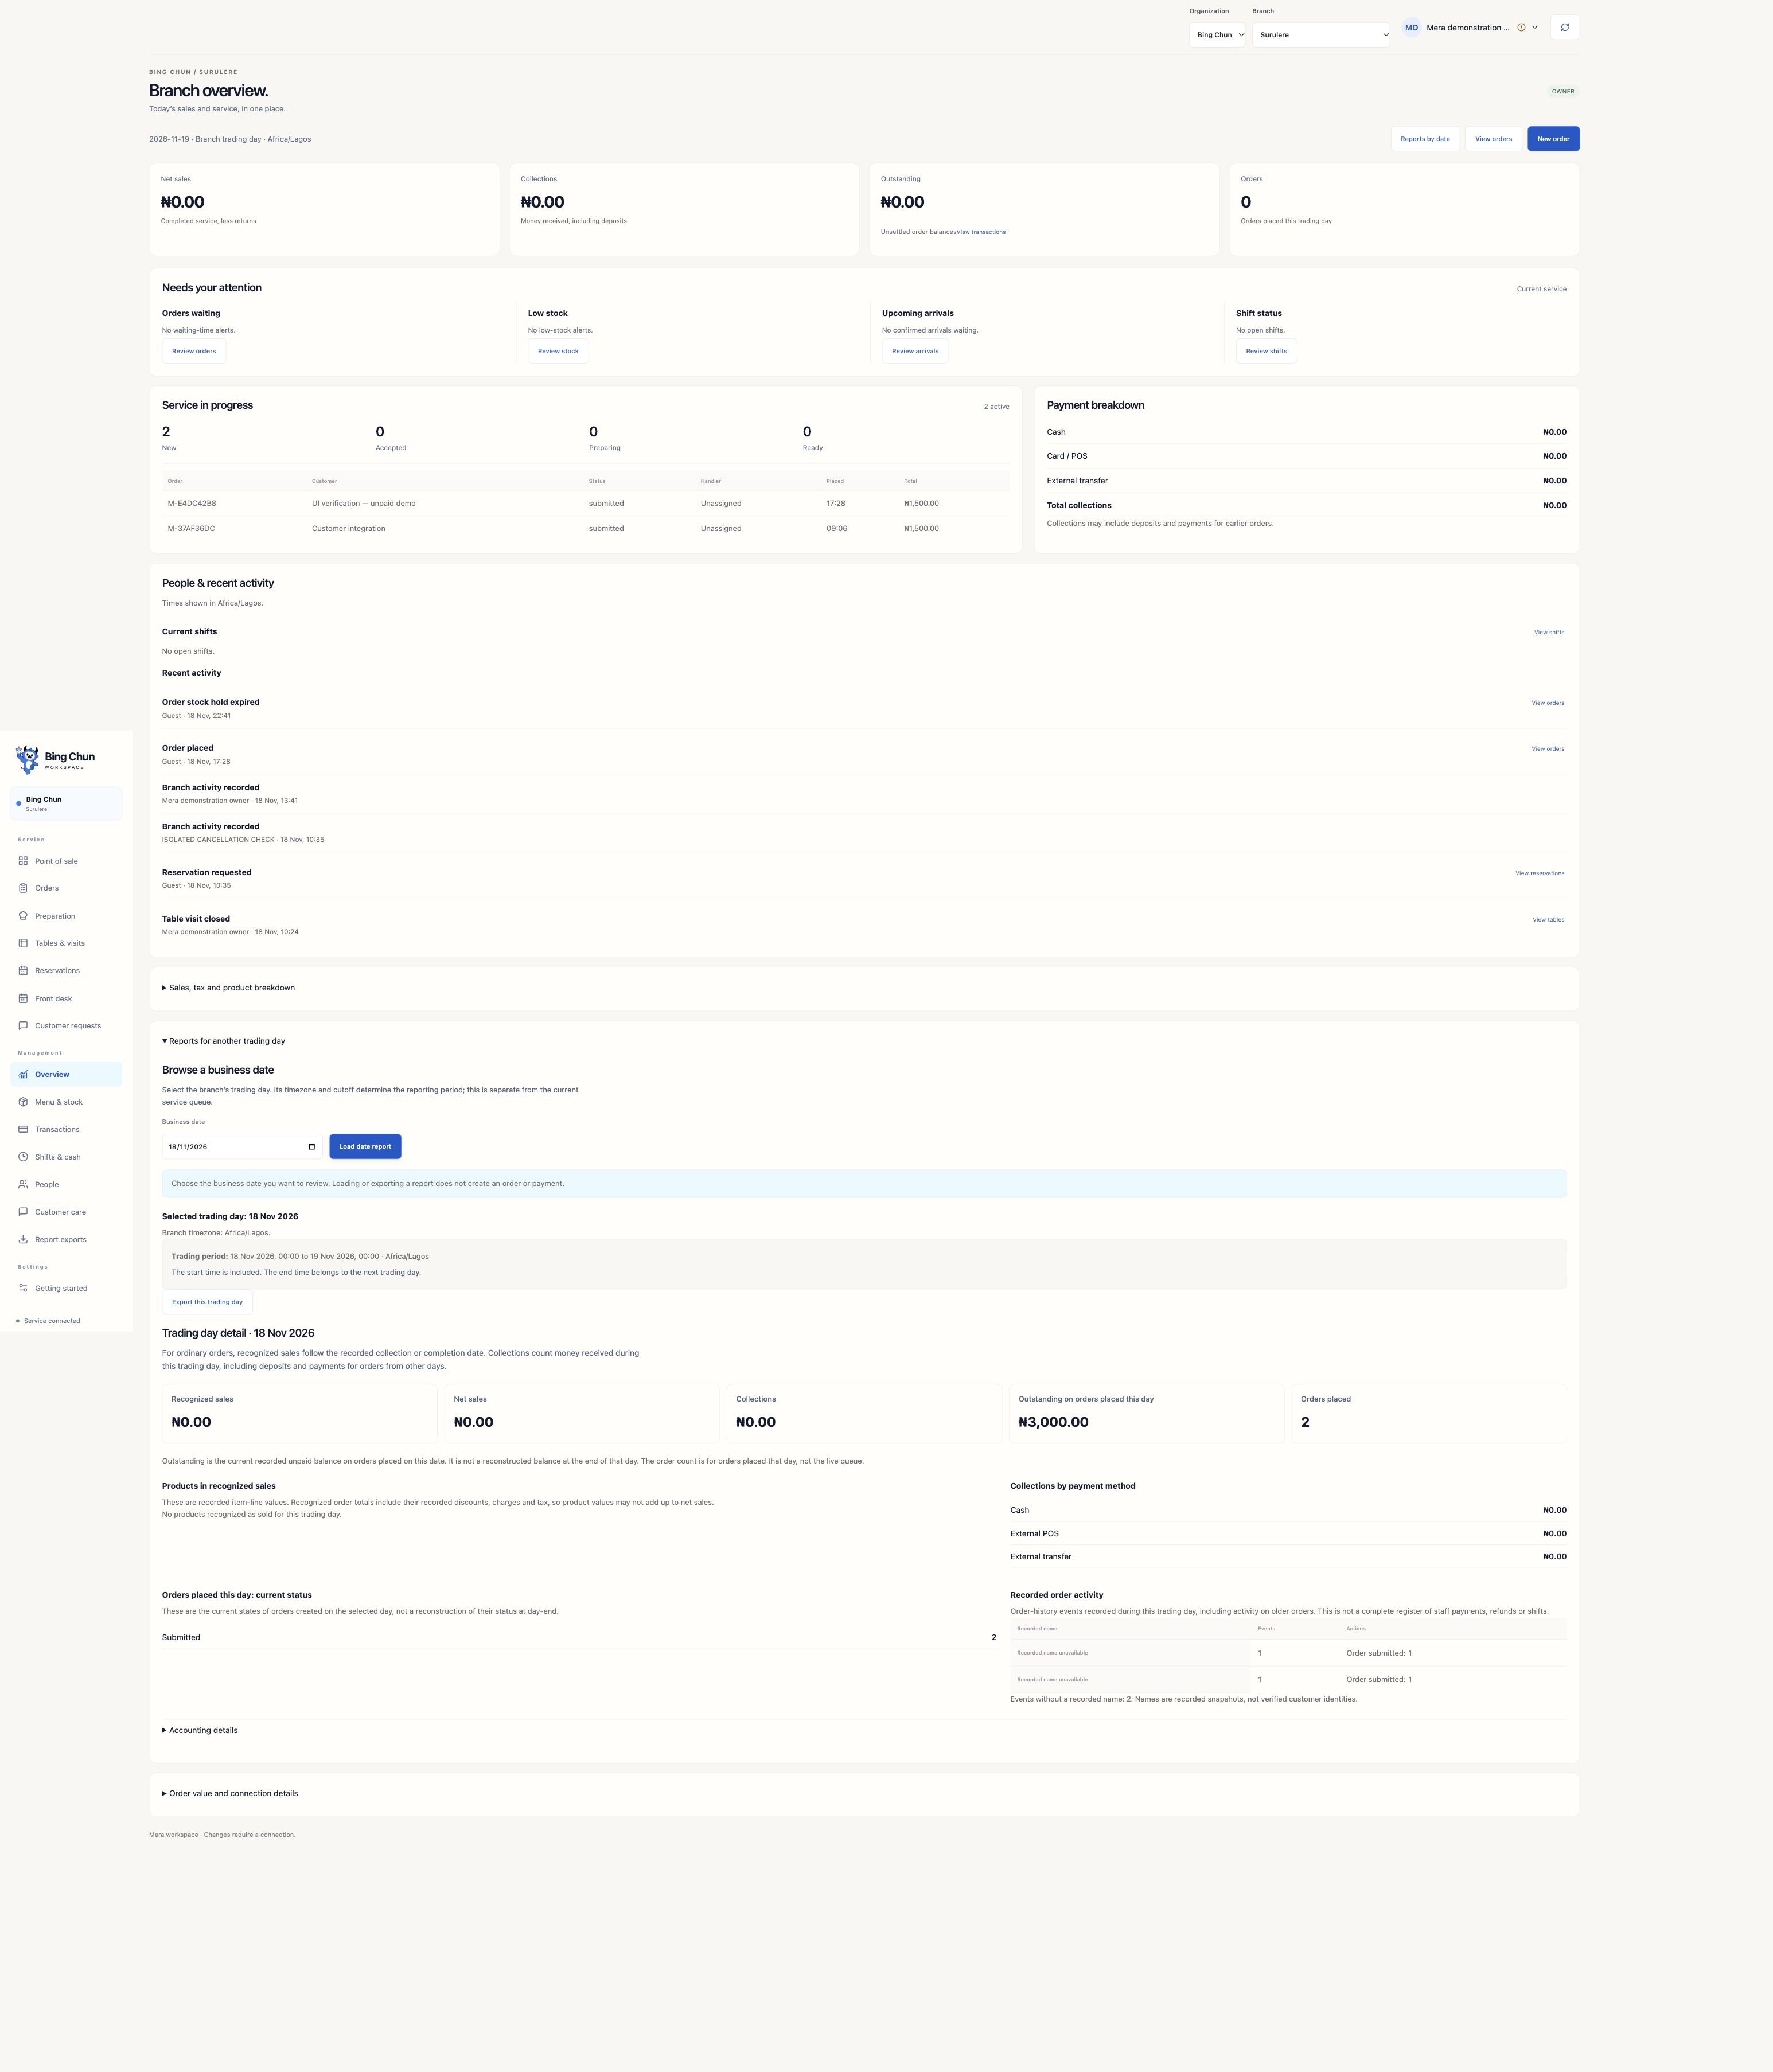 Organization
Branch
Bing Chun
Surulere
MD
Mera demonstration ...
BING CHUN / SURULERE
Branch overview.
Today's sales and service, in one place.
OWNER
2026-11-19 · Branch trading day · Africa/Lagos
Reports by date
View orders
New order
Net sales
₦0.00
Completed service, less returns
Collections
₦0.00
Money received, including deposits
Outstanding
₦0.00
Unsettled order balancesView transactions
Orders
0
Orders placed this trading day
Needs your attention
Current service
Orders waiting
No waiting-time alerts.
Review orders
Low stock
No low-stock alerts.
Review stock
Upcoming arrivals
No confirmed arrivals waiting.
Review arrivals
Shift status
No open shifts.
Review shifts
Service in progress
2 active
2
New
0
Accepted
0
Preparing
0
Ready
Order Customer Status Handler Placed Total
M-E4DC42B8 UI verification — unpaid demo submitted Unassigned 17:28 ₦1,500.00
M-37AF36DC Customer integration submitted Unassigned 09:06 ₦1,500.00
Payment breakdown
Cash ₦0.00
Card / POS ₦0.00
External transfer ₦0.00
Total collections ₦0.00
Collections may include deposits and payments for earlier orders.
People & recent activity
Times shown in Africa/Lagos.
Current shifts
View shifts
No open shifts.
Recent activity
Order stock hold expired
Guest · 18 Nov, 22:41
View orders
Order placed
Guest · 18 Nov, 17:28
View orders
Branch activity recorded
Mera demonstration owner · 18 Nov, 13:41
Branch activity recorded
ISOLATED CANCELLATION CHECK · 18 Nov, 10:35
Reservation requested
Guest · 18 Nov, 10:35
View reservations
Table visit closed
Mera demonstration owner · 18 Nov, 10:24
View tables
Bing Chun
WORKSPACE
Bing Chun
Surulere
Service
Point of sale
Orders
Preparation
Tables & visits
Reservations
Front desk
Customer requests
Management
Overview
Menu & stock
Transactions
Shifts & cash
People
Customer care
Report exports
Settings
Getting started
Service connected
Sales, tax and product breakdown
Reports for another trading day
Browse a business date
Select the branch's trading day. Its timezone and cutoff determine the reporting period; this is separate from the current
service queue.
Business date
18/11/2026
Load date report
Choose the business date you want to review. Loading or exporting a report does not create an order or payment.
Selected trading day: 18 Nov 2026
Branch timezone: Africa/Lagos.
Trading period: 18 Nov 2026, 00:00 to 19 Nov 2026, 00:00 · Africa/Lagos
The start time is included. The end time belongs to the next trading day.
Export this trading day
Trading day detail · 18 Nov 2026
For ordinary orders, recognized sales follow the recorded collection or completion date. Collections count money received during
this trading day, including deposits and payments for orders from other days.
Recognized sales
₦0.00
Net sales
₦0.00
Collections
₦0.00
Outstanding on orders placed this day
₦3,000.00
Orders placed
2
Outstanding is the current recorded unpaid balance on orders placed on this date. It is not a reconstructed balance at the end of that day. The order count is for orders placed that day, not the live queue.
Products in recognized sales
These are recorded item-line values. Recognized order totals include their recorded discounts, charges and tax, so product values may not add up to net sales.
No products recognized as sold for this trading day.
Collections by payment method
Cash ₦0.00
External POS ₦0.00
External transfer ₦0.00
Orders placed this day: current status
These are the current states of orders created on the selected day, not a reconstruction of their status at day-end.
Submitted 2
Recorded order activity
Order-history events recorded during this trading day, including activity on older orders. This is not a complete register of staff payments, refunds or shifts.
Recorded name Events Actions
Recorded name unavailable 1 Order submitted: 1
Recorded name unavailable 1 Order submitted: 1
Events without a recorded name: 2. Names are recorded snapshots, not verified customer identities.
Accounting details
Order value and connection details
Mera workspace · Changes require a connection.